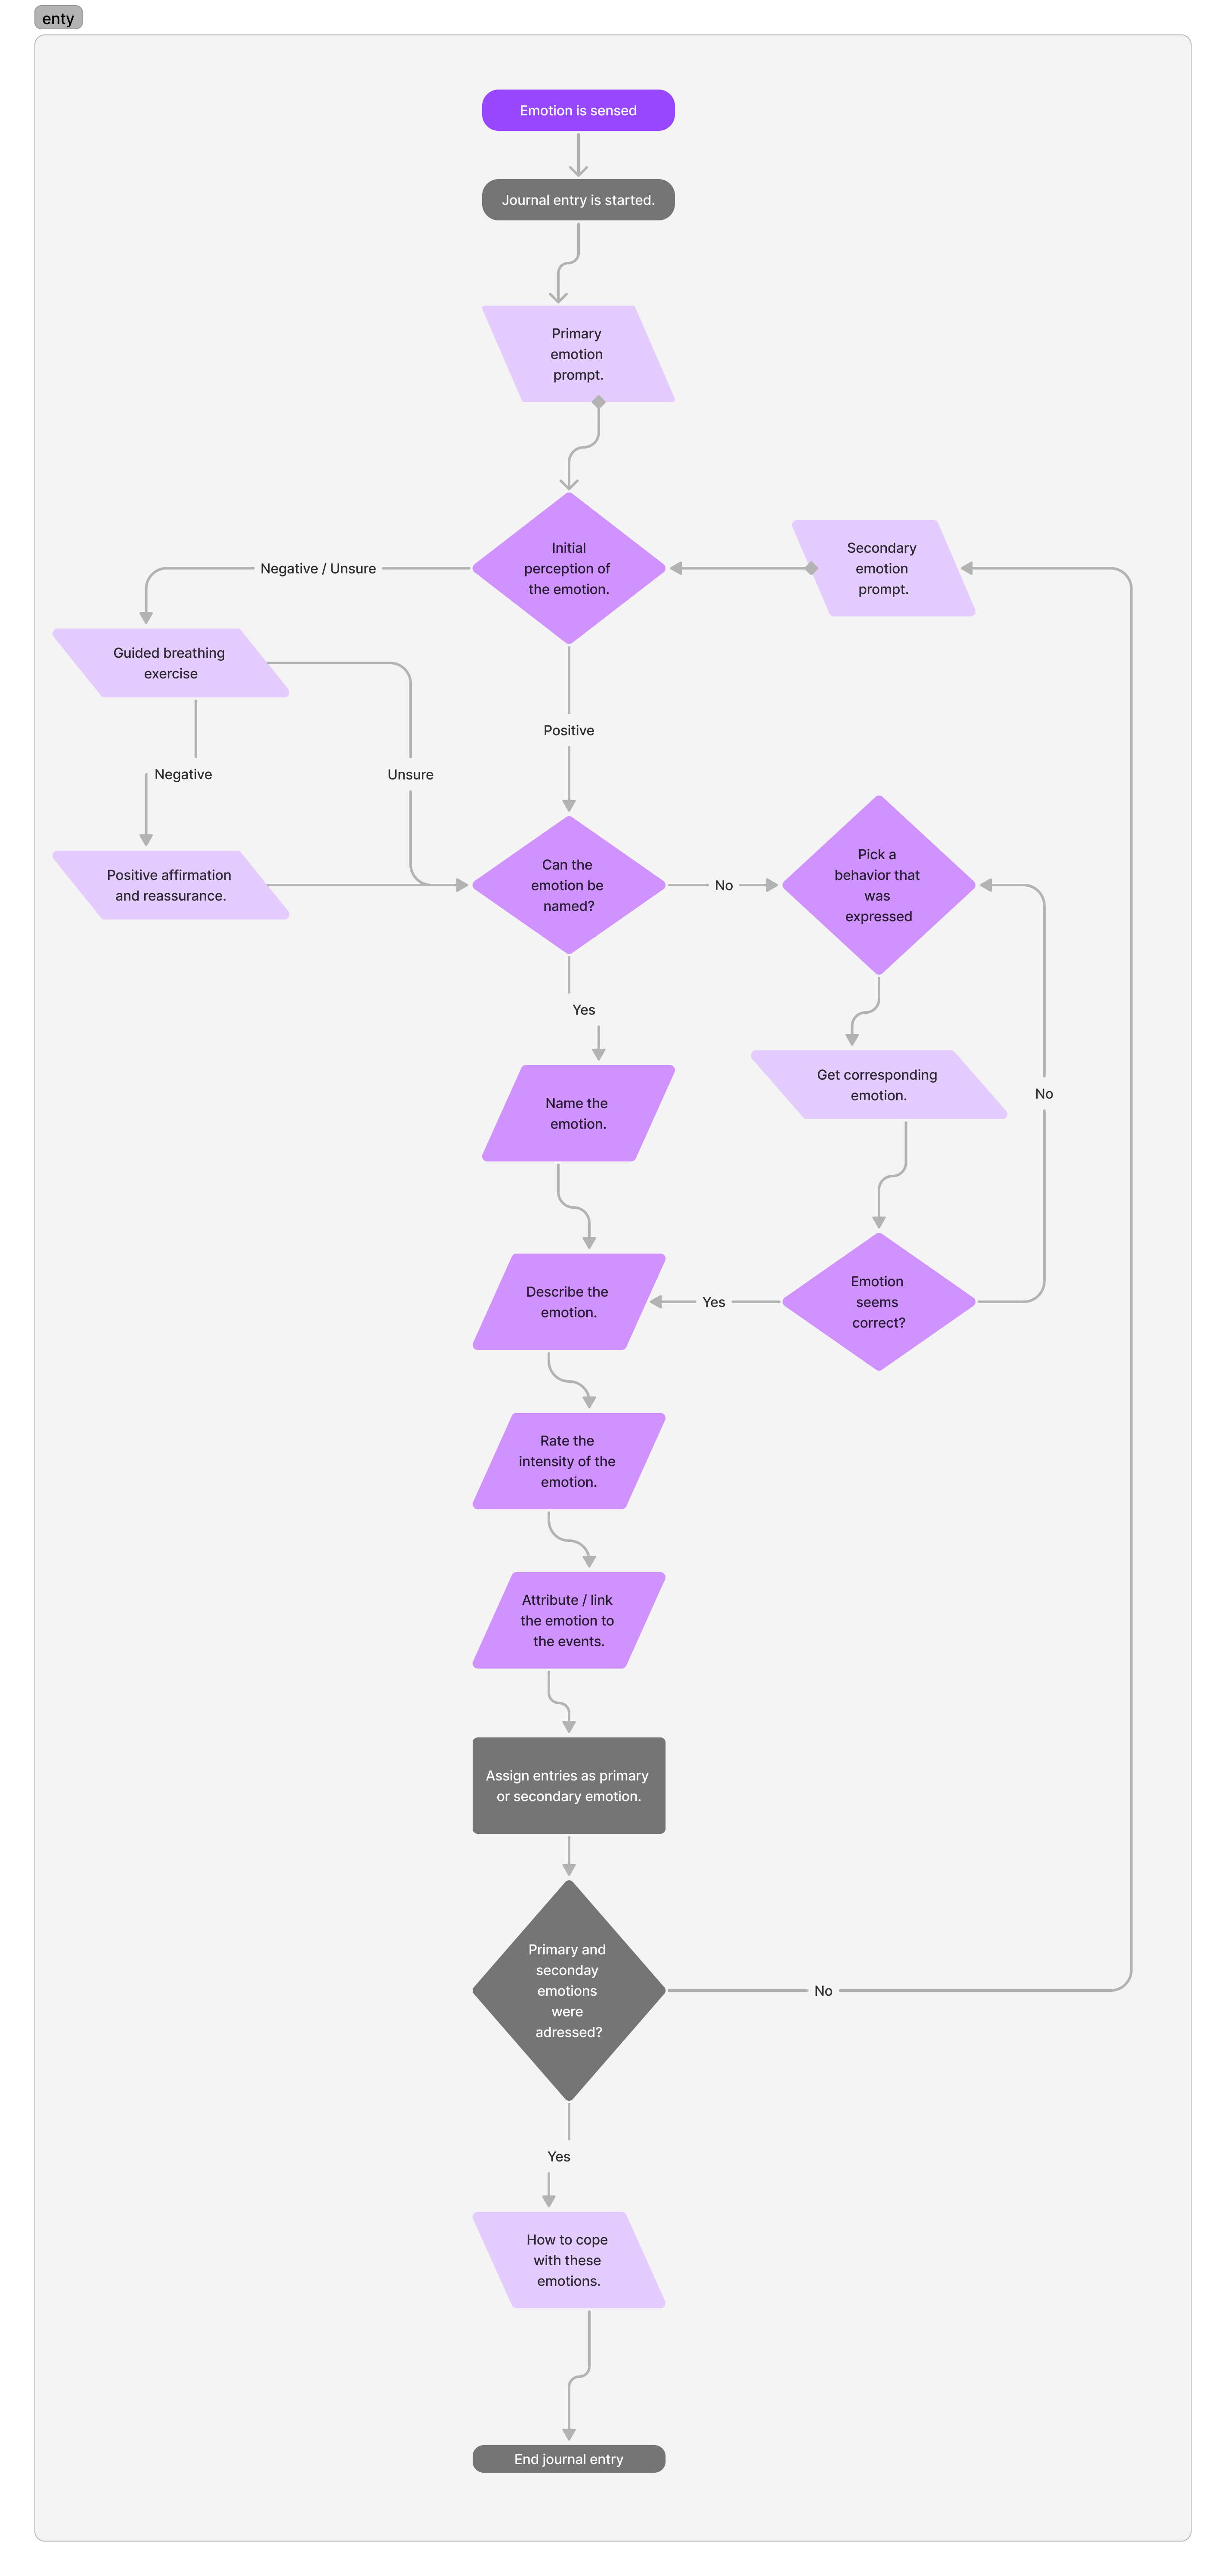 enty
Emotion is sensed
Journal entry is started.
Primary
emotion
prompt.
Initial
perception of
the emotion.
Secondary
emotion
prompt.
Negative / Unsure
Guided breathing
exercise
Positive
Negative
Unsure
Positive affirmation
and reassurance.
Can the
emotion be
named?
No
Pick a
behavior that
was
expressed
Yes
Get corresponding
emotion.
No
Name the
emotion.
Describe the
emotion.
Yes
Emotion
seems
correct?
Rate the
intensity of the
emotion.
Attribute / link
the emotion to
the events.
Assign entries as primary
or secondary emotion.
Primary and
seconday
emotions
were
adressed?
No
Yes
How to cope
with these
emotions.
End journal entry